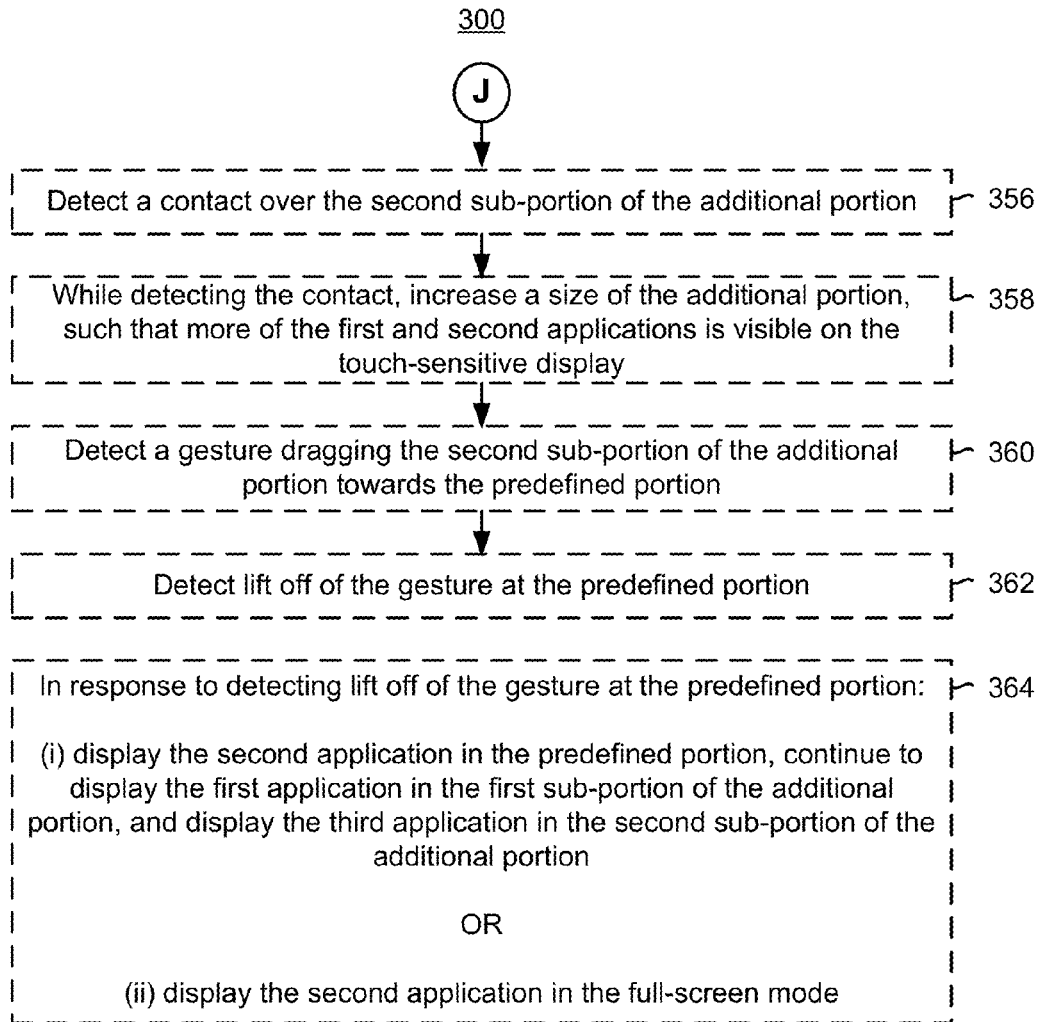 300
J
Detect a contact over the second sub-portion of the additional portion
356
While detecting the contact, increase a size of the additional portion,
such that more of the first and second applications is visible on the
touch-sensitive display
358
Detect a gesture dragging the second sub-portion of the additional
portion towards the predefined portion
360
Detect lift off of the gesture at the predefined portion
362
In response to detecting lift off of the gesture at the predefined portion:
364
(i) display the second application in the predefined portion, continue to
display the first application in the first sub-portion of the additional
portion, and display the third application in the second sub-portion of the
additional portion
OR
(ii) display the second application in the full-screen mode